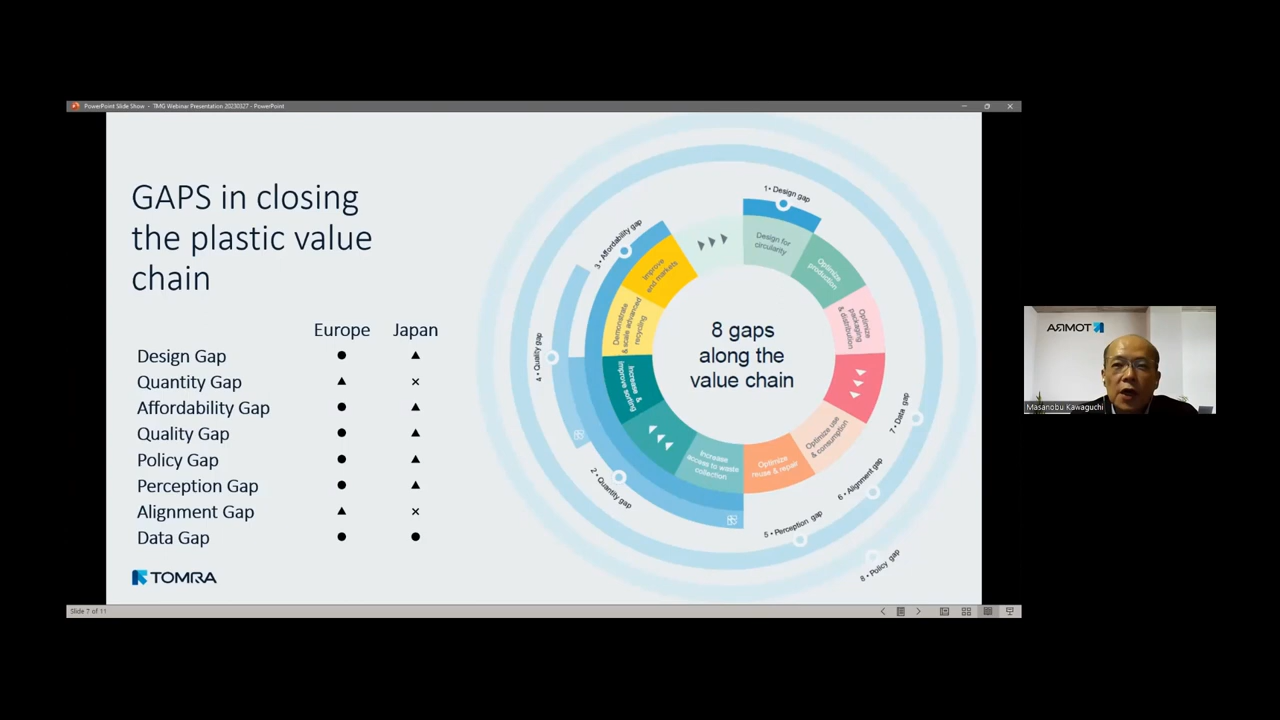 PowerPoint Slide Show - TMG Webinar Presentation 20230327 - PowerPoint
GAPS in closing
the plastic value
chain
Europe Japan
Design Gap ● ▲
Quantity Gap ▲ ×
Affordability Gap ● ▲
Quality Gap ● ▲
Policy Gap ● ▲
Perception Gap ● ▲
Alignment Gap ▲ ×
Data Gap ● ●
TOMRA
8 gaps
along the
value chain
1 • Design gap
Design for
circularity
Optimize
production
Optimize
packaging
& distribution
Optimize use
& consumption
Optimize
reuse & repair
Increase
access to waste
collection
Increase &
improve sorting
Demonstrate
& scale advanced
recycling
Improve
end markets
3 • Affordability gap
4 • Quality gap
2 • Quantity gap
5 • Perception gap
6 • Alignment gap
7 • Data gap
8 • Policy gap
Slide 7 of 11
TOMRA
Masanobu Kawaguchi